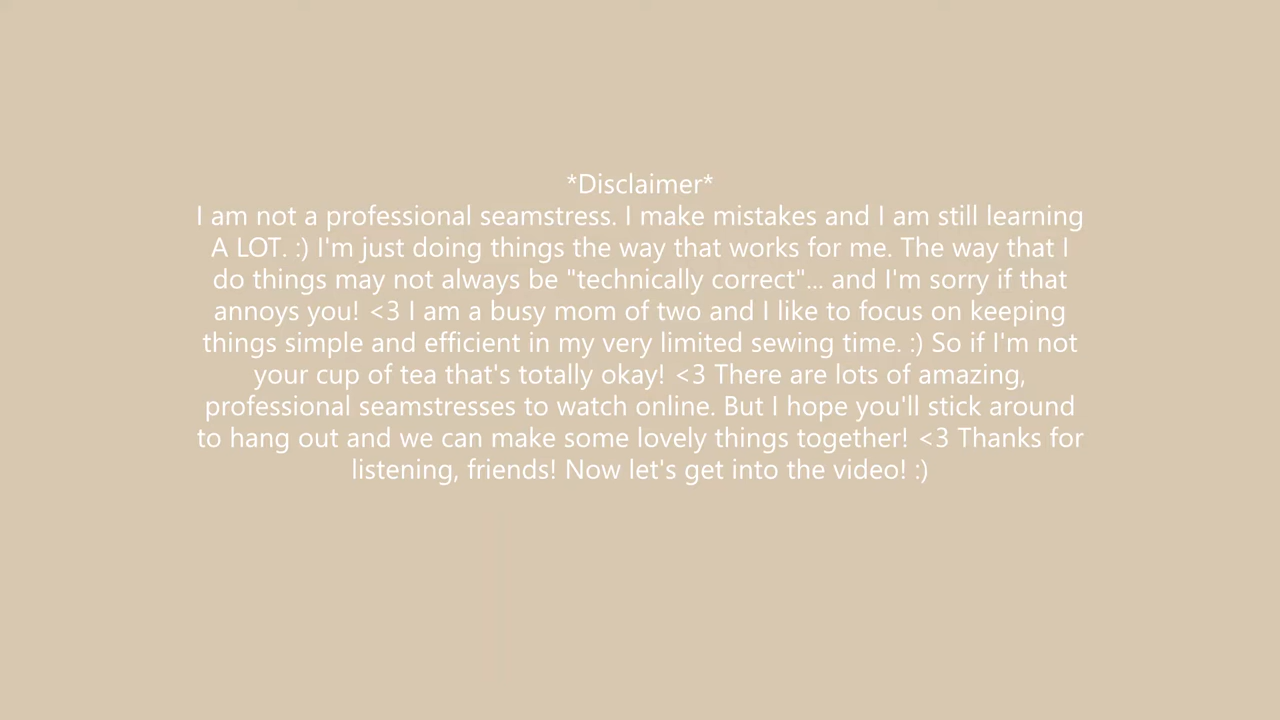 *Disclaimer*
I am not a professional seamstress. I make mistakes and I am still learning
A LOT. :) I'm just doing things the way that works for me. The way that I
do things may not always be "technically correct"... and I'm sorry if that
annoys you! <3 I am a busy mom of two and I like to focus on keeping
things simple and efficient in my very limited sewing time. :) So if I'm not
your cup of tea that's totally okay! <3 There are lots of amazing,
professional seamstresses to watch online. But I hope you'll stick around
to hang out and we can make some lovely things together! <3 Thanks for
listening, friends! Now let's get into the video! :)